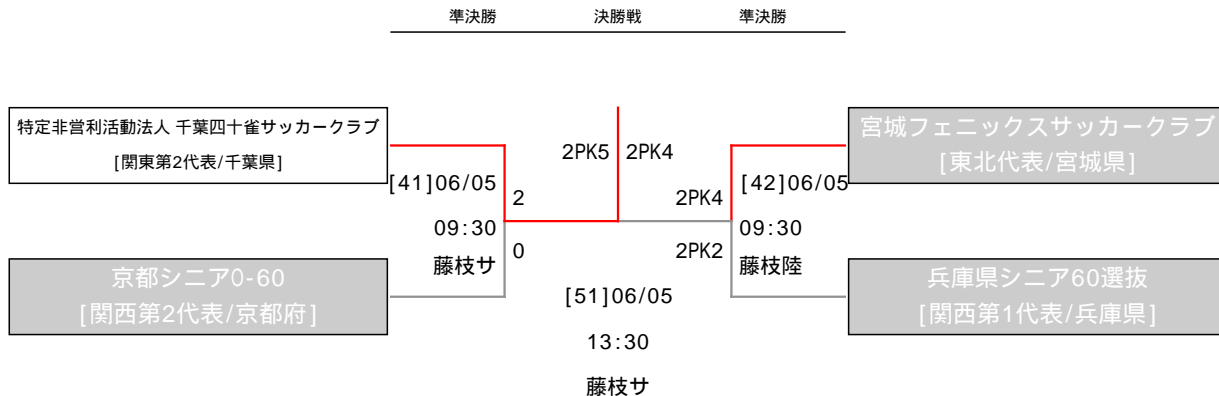 準決勝 決勝戦 準決勝
特定非営利活動法人 千葉四十雀サッカークラブ
[関東第2代表/千葉県]
宮城フェニックスサッカークラブ
[東北代表/宮城県]
2PK5 2PK4
[41]06/05
2
09:30
0
藤枝サ
2PK4
[42]06/05
09:30
2PK2
藤枝陸
京都シニアO-60
[関西第2代表/京都府]
兵庫県シニア60選抜
[関西第1代表/兵庫県]
[51]06/05
13:30
藤枝サ